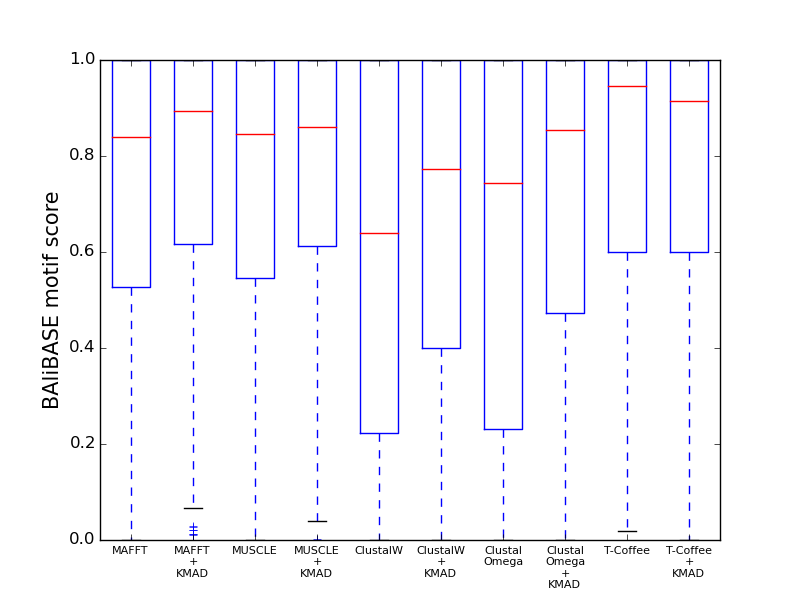 BAliBASE motif score
1.0
0.8
0.6
0.4
0.2
0.0
MAFFT
MAFFT
+
KMAD
MUSCLE
MUSCLE
+
KMAD
ClustalW
ClustalW
+
KMAD
Clustal
Omega
Clustal
Omega
+
KMAD
T-Coffee
T-Coffee
+
KMAD